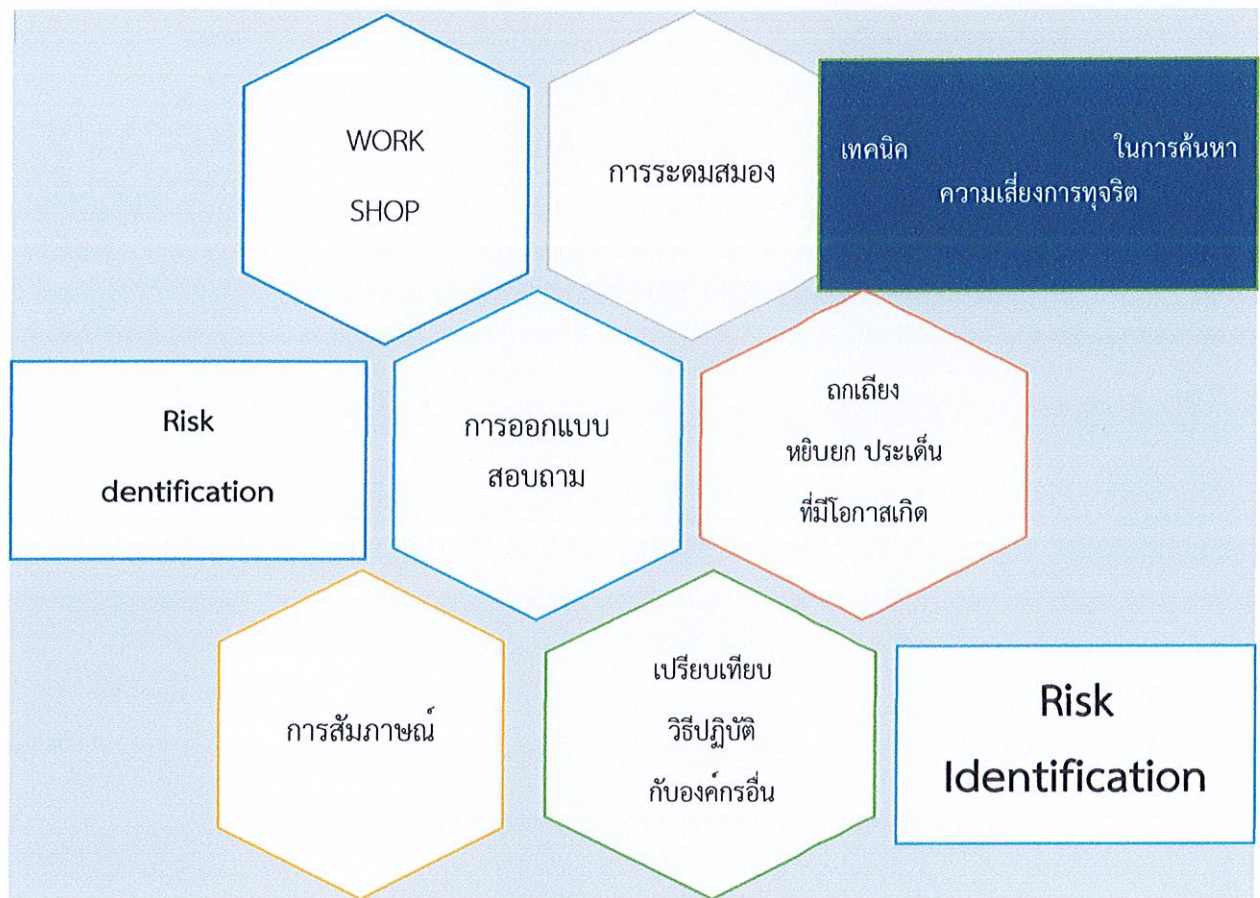 WORK
SHOP
การระดมสมอง
เทคนิค ในการค้นหา
ความเสี่ยงการทุจริต
Risk
dentification
การออกแบบ
สอบถาม
ถกเถียง
หยิบยก ประเด็น
ที่มีโอกาสเกิด
การสัมภาษณ์
เปรียบเทียบ
วิธีปฏิบัติ
กับองค์กรอื่น
Risk
Identification